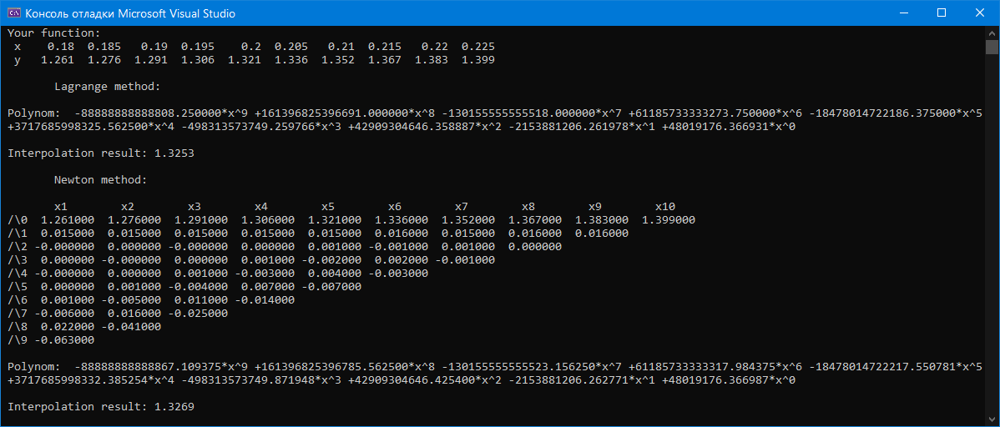 Консоль отладки Microsoft Visual Studio
Your function:
x 0.18 0.185 0.19 0.195 0.2 0.205 0.21 0.215 0.22 0.225
y 1.261 1.276 1.291 1.306 1.321 1.336 1.352 1.367 1.383 1.399
Lagrange method:
Polynom: -88888888888808.250000*x^9 +161396825396691.000000*x^8 -130155555555518.000000*x^7 +61185733333273.750000*x^6 -18478014722186.375000*x^5
+3717685998325.562500*x^4 -498313573749.259766*x^3 +42909304646.358887*x^2 -2153881206.261978*x^1 +48019176.366931*x^0
Interpolation result: 1.3253
Newton method:
x1 x2 x3 x4 x5 x6 x7 x8 x9 x10
/\0 1.261000 1.276000 1.291000 1.306000 1.321000 1.336000 1.352000 1.367000 1.383000 1.399000
/\1 0.015000 0.015000 0.015000 0.015000 0.015000 0.016000 0.015000 0.016000 0.016000
/\2 -0.000000 0.000000 -0.000000 0.000000 0.001000 -0.001000 0.001000 0.000000
/\3 0.000000 -0.000000 0.000000 0.001000 -0.002000 0.002000 -0.001000
/\4 -0.000000 0.000000 0.001000 -0.003000 0.004000 -0.003000
/\5 0.000000 0.001000 -0.004000 0.007000 -0.007000
/\6 0.001000 -0.005000 0.011000 -0.014000
/\7 -0.006000 0.016000 -0.025000
/\8 0.022000 -0.041000
/\9 -0.063000
Polynom: -88888888888867.109375*x^9 +161396825396785.562500*x^8 -130155555555523.156250*x^7 +61185733333317.984375*x^6 -18478014722217.550781*x^5
+3717685998332.385254*x^4 -498313573749.871948*x^3 +42909304646.425400*x^2 -2153881206.262771*x^1 +48019176.366987*x^0
Interpolation result: 1.3269